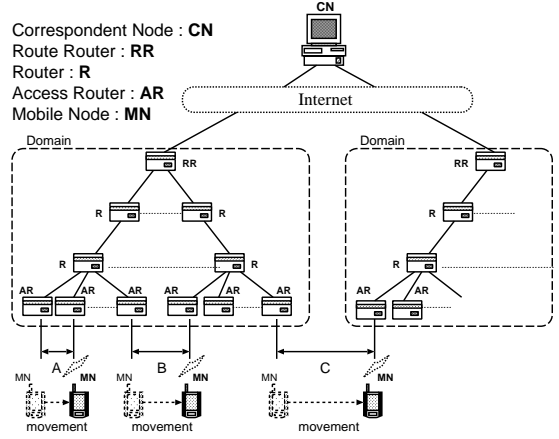 CN
Correspondent Node : CN
Route Router : RR
Router : R
Access Router : AR
Mobile Node : MN
Internet
Domain
Domain
RR
RR
R
R
R
R
R
R
AR
AR
AR
AR
AR
AR
AR
AR
A
B
C
MN
MN
MN
MN
MN
MN
movement
movement
movement